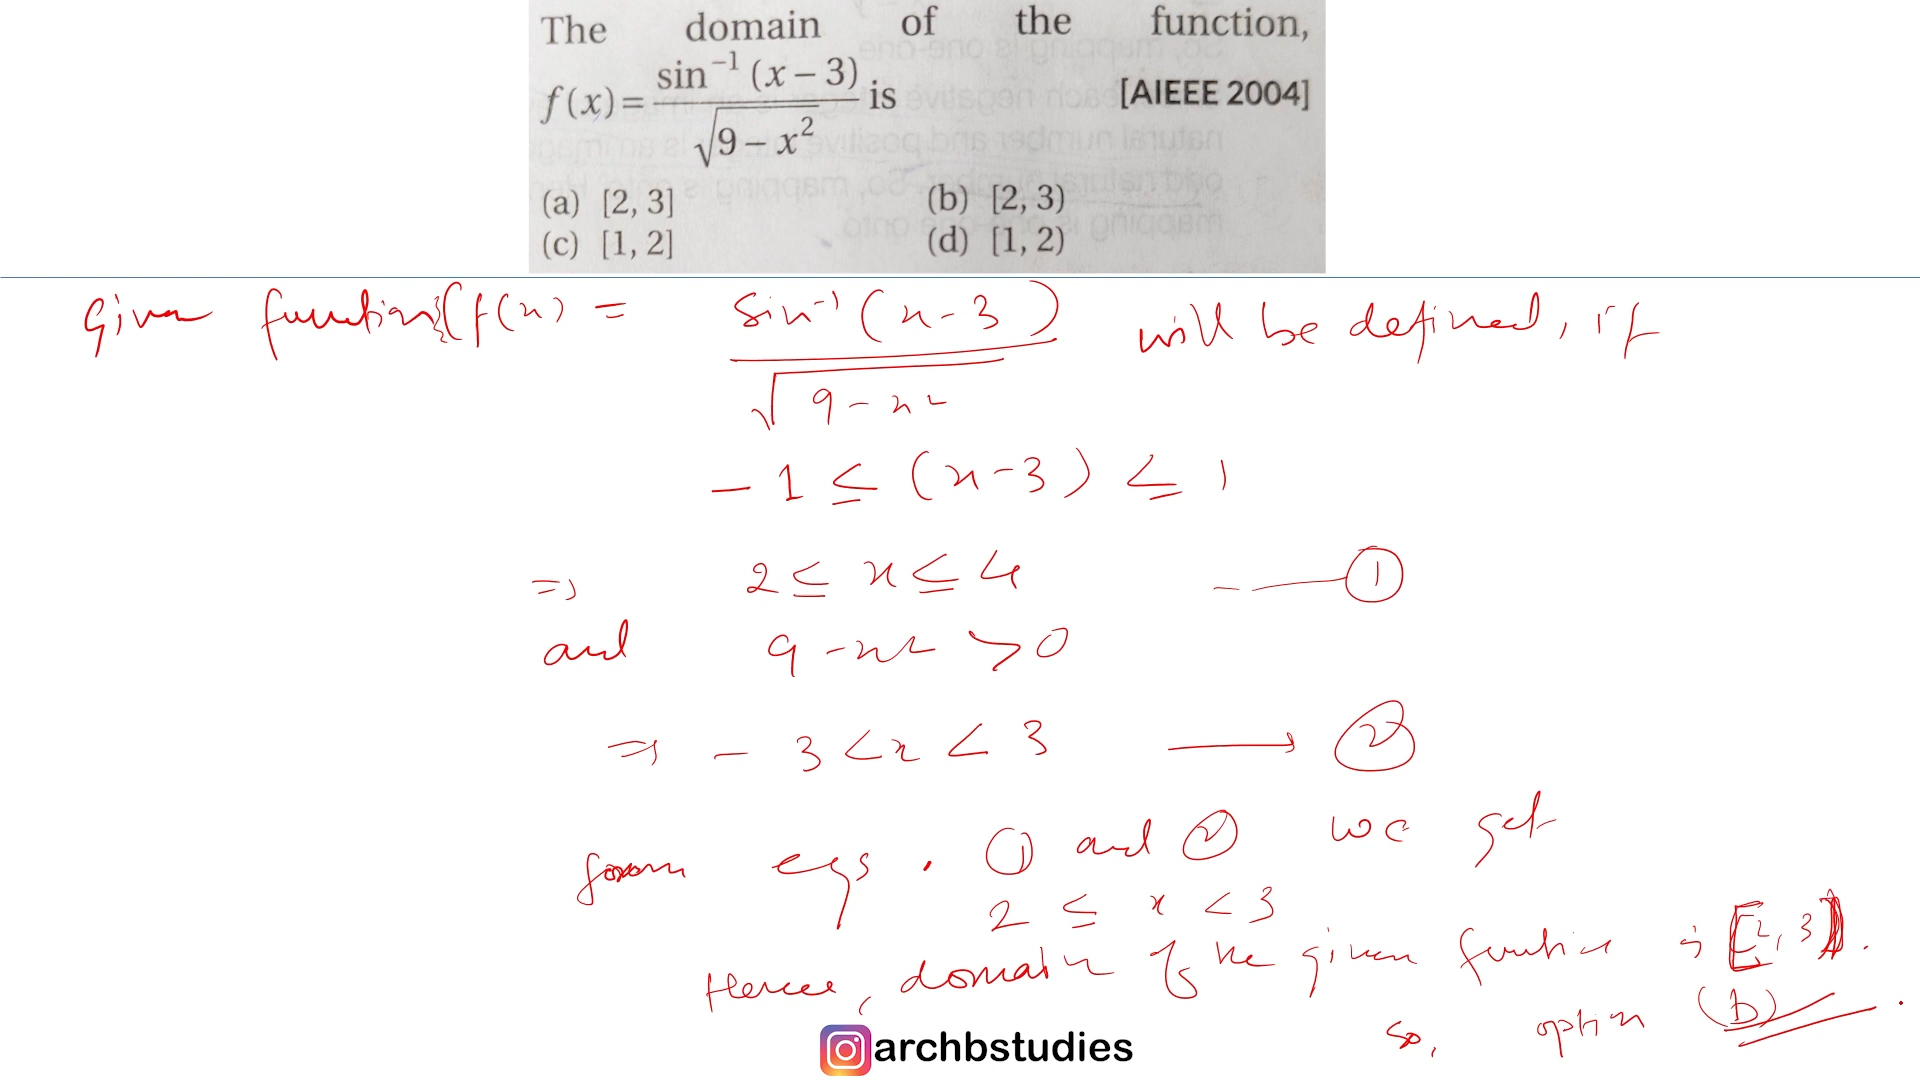 The domain of the function,
f(x) = sin⁻¹ (x – 3) / √9 – x² is [AIEEE 2004]
(a) [2, 3] (b) [2, 3)
(c) [1, 2] (d) [1, 2)
Given function f(x) = sin⁻¹ (x-3) / √9-x² will be defined, if
-1 ≤ (x-3) ≤ 1
=> 2 ≤ x ≤ 4 — ①
and 9-x² >0
=> -3 <x < 3 → ②
from eqs. ① and ② we get
2 ≤ x <3
Hence, domain of the given function is [2, 3).
So, option (b).
archbstudies